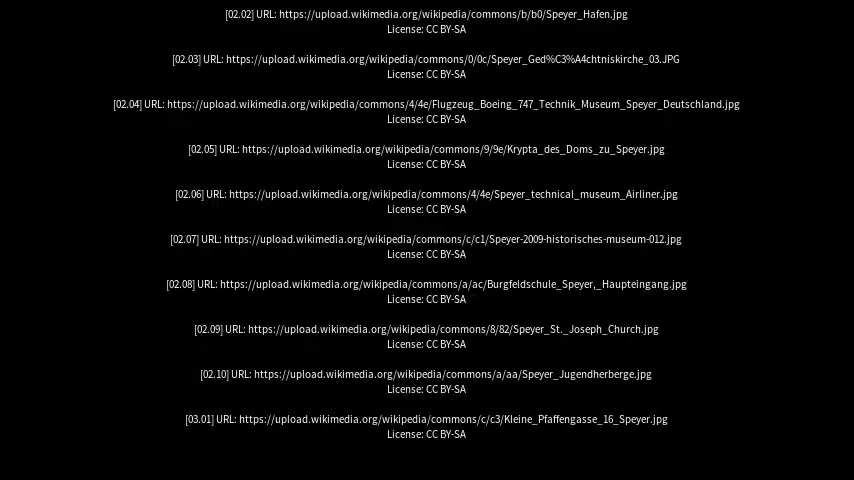 [02.02] URL: https://upload.wikimedia.org/wikipedia/commons/b/b0/Speyer_Hafen.jpg
License: CC BY-SA
[02.03] URL: https://upload.wikimedia.org/wikipedia/commons/0/0c/Speyer_Ged%C3%A4chtniskirche_03.JPG
License: CC BY-SA
[02.04] URL: https://upload.wikimedia.org/wikipedia/commons/4/4e/Flugzeug_Boeing_747_Technik_Museum_Speyer_Deutschland.jpg
License: CC BY-SA
[02.05] URL: https://upload.wikimedia.org/wikipedia/commons/9/9e/Krypta_des_Doms_zu_Speyer.jpg
License: CC BY-SA
[02.06] URL: https://upload.wikimedia.org/wikipedia/commons/4/4e/Speyer_technical_museum_Airliner.jpg
License: CC BY-SA
[02.07] URL: https://upload.wikimedia.org/wikipedia/commons/c/c1/Speyer-2009-historisches-museum-012.jpg
License: CC BY-SA
[02.08] URL: https://upload.wikimedia.org/wikipedia/commons/a/ac/Burgfeldschule_Speyer,_Haupteingang.jpg
License: CC BY-SA
[02.09] URL: https://upload.wikimedia.org/wikipedia/commons/8/82/Speyer_St._Joseph_Church.jpg
License: CC BY-SA
[02.10] URL: https://upload.wikimedia.org/wikipedia/commons/a/aa/Speyer_Jugendherberge.jpg
License: CC BY-SA
[03.01] URL: https://upload.wikimedia.org/wikipedia/commons/c/c3/Kleine_Pfaffengasse_16_Speyer.jpg
License: CC BY-SA